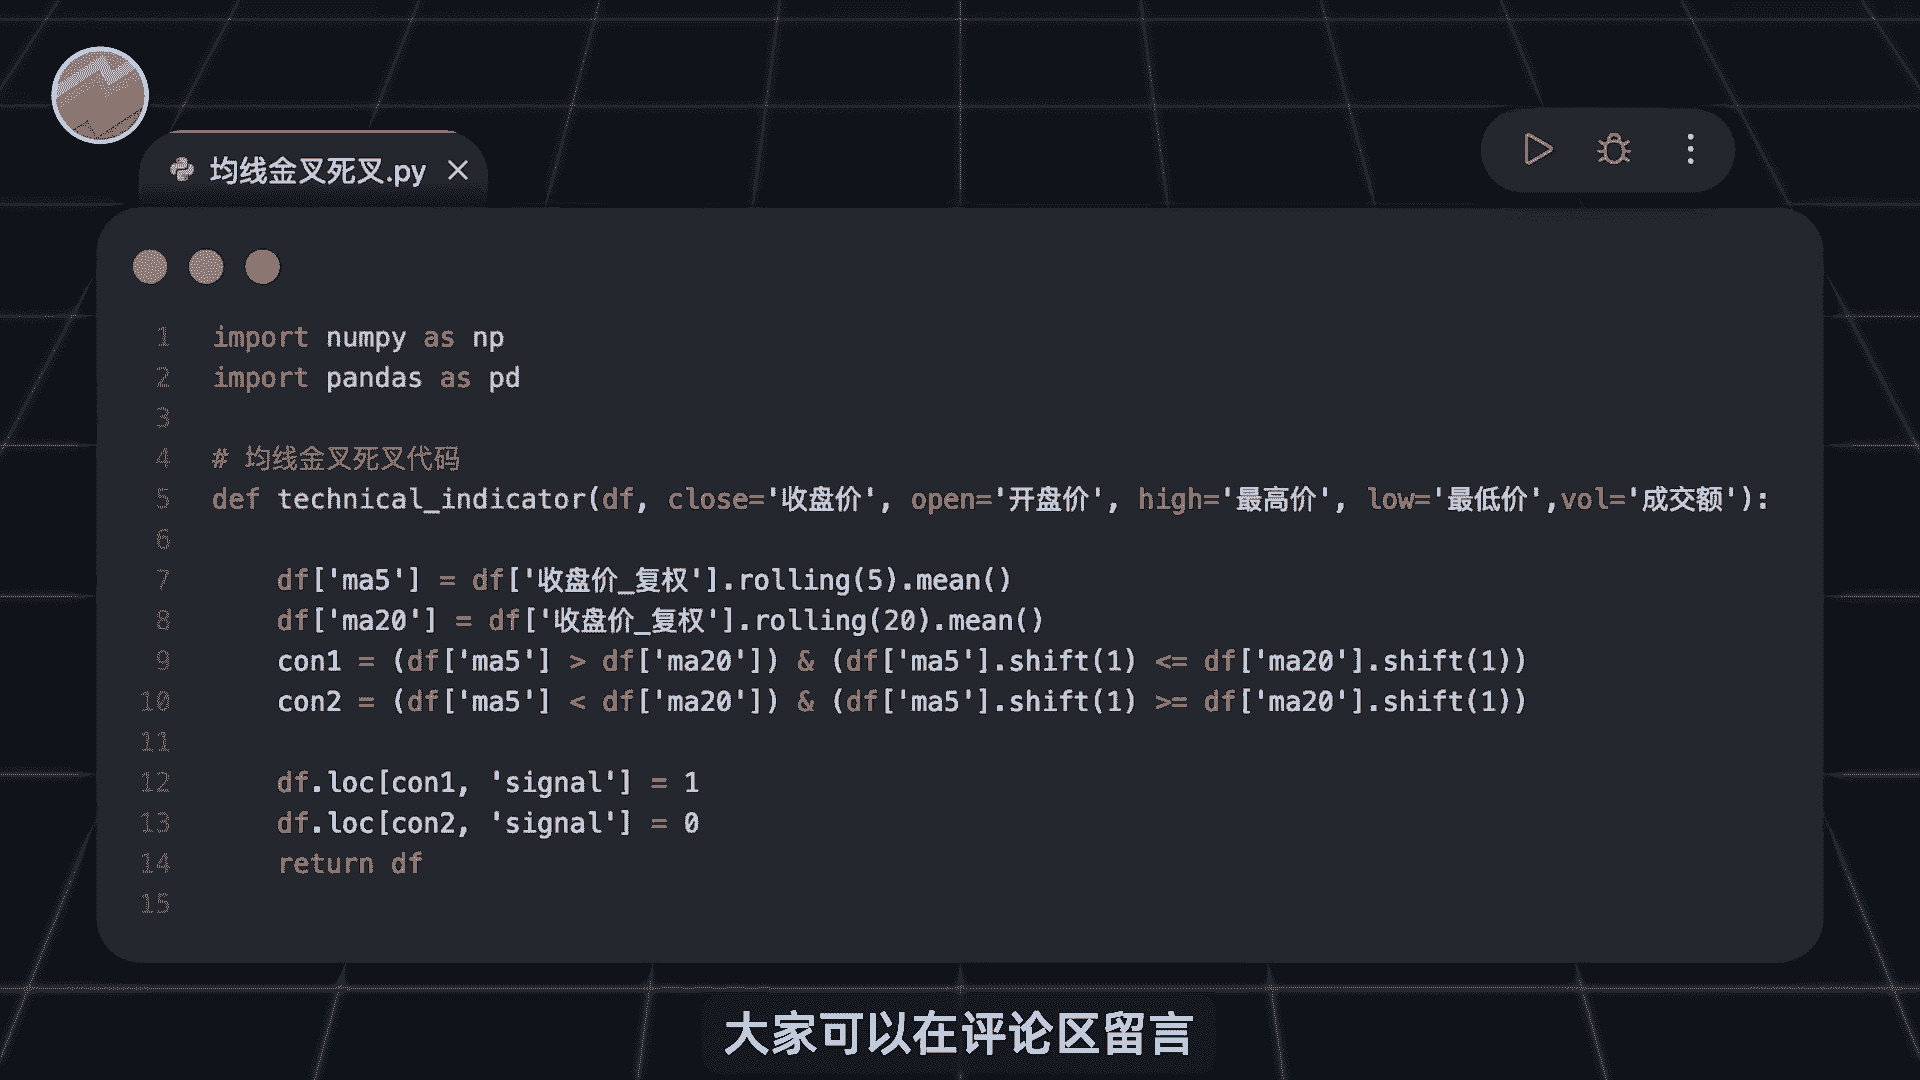 均线金叉死叉.py
1 import numpy as np
2 import pandas as pd
3
4 # 均线金叉死叉代码
5 def technical_indicator(df, close='收盘价', open='开盘价', high='最高价', low='最低价',vol='成交额'):
6
7     df['ma5'] = df['收盘价_复权'].rolling(5).mean()
8     df['ma20'] = df['收盘价_复权'].rolling(20).mean()
9     con1 = (df['ma5'] > df['ma20']) & (df['ma5'].shift(1) <= df['ma20'].shift(1))
10     con2 = (df['ma5'] < df['ma20']) & (df['ma5'].shift(1) >= df['ma20'].shift(1))
11
12     df.loc[con1, 'signal'] = 1
13     df.loc[con2, 'signal'] = 0
14     return df
15
大家可以在评论区留言